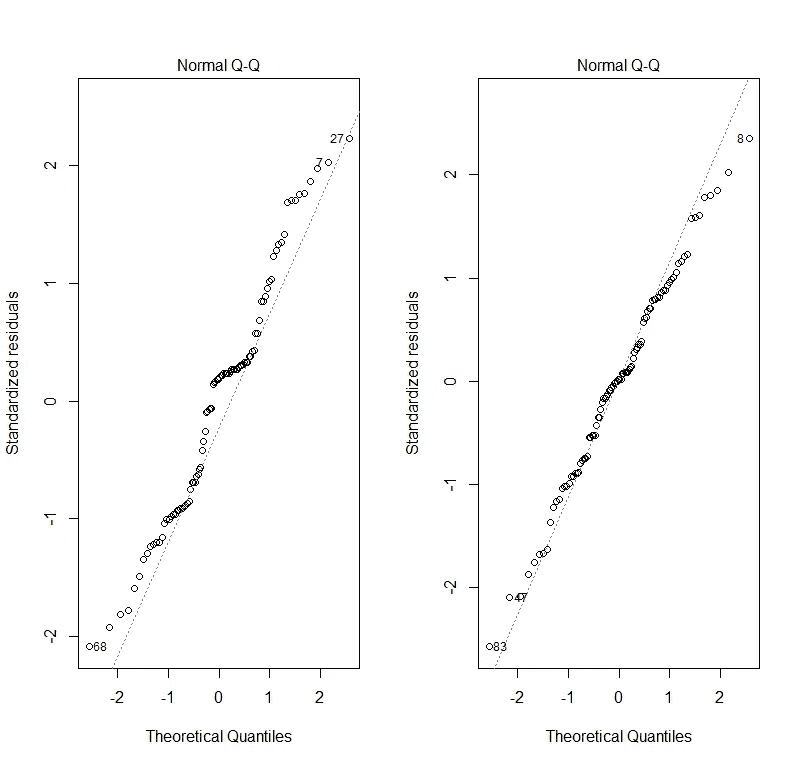 Normal Q-Q
Standardized residuals
2
1
0
-1
-2
27
7
68
-2 -1 0 1 2
Theoretical Quantiles
Normal Q-Q
Standardized residuals
2
1
0
-1
-2
8
47
83
-2 -1 0 1 2
Theoretical Quantiles